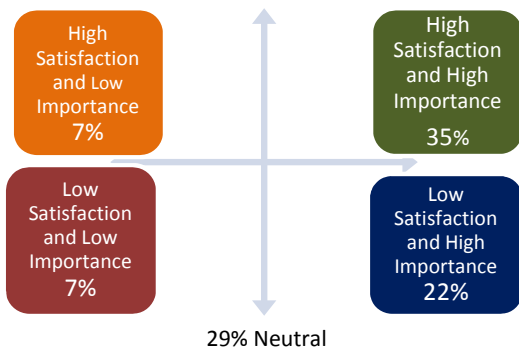 High
Satisfaction
and Low
Importance
7%
High
Satisfaction
and High
Importance
35%
Low
Satisfaction
and Low
Importance
7%
Low
Satisfaction
and High
Importance
22%
29% Neutral